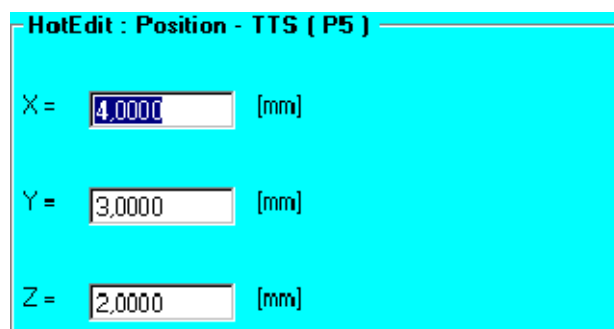 HotEdit : Position - TTS ( P5 )
X = 4,0000 [mm]
Y = 3,0000 [mm]
Z = 2,0000 [mm]